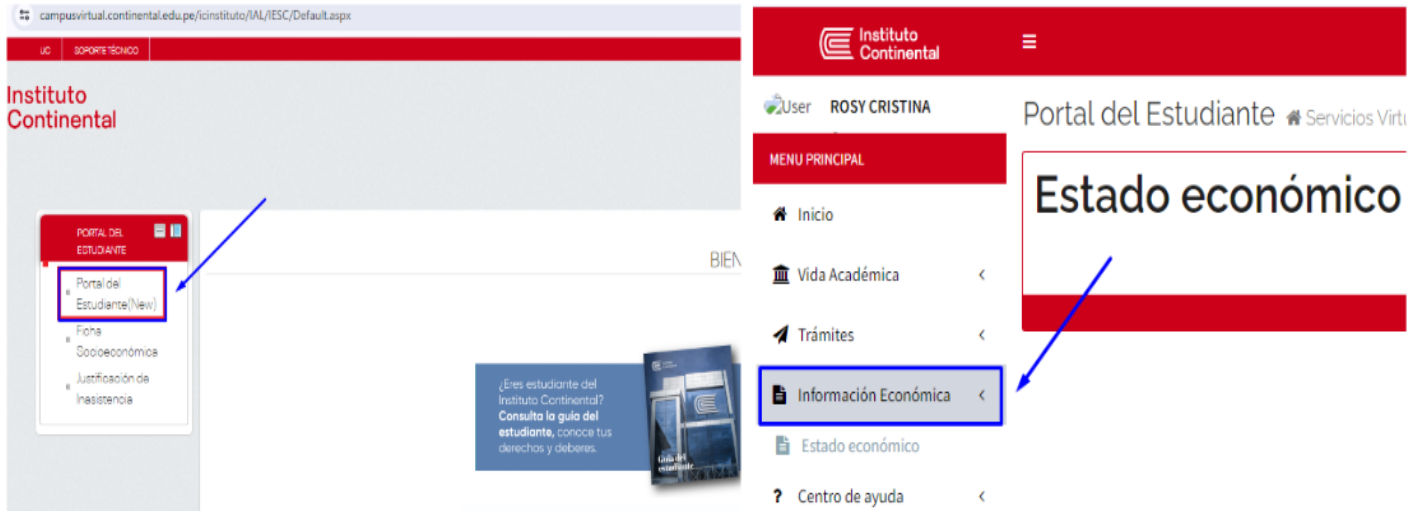 campusvirtual.continental.edu.pe/icinstituto/IAL/IESC/Default.aspx
UC SOPORTE TÉCNICO
Instituto
Continental
PORTAL DEL
ESTUDIANTE
Portal del
Estudiante(New)
Ficha
Socioeconómica
Justificación de
Inasistencia
BIEN
¿Eres estudiante del
Instituto Continental?
Consulta la guía del
estudiante, conoce tus
derechos y deberes.
Guía del
estudiante
Instituto
Continental
User ROSY CRISTINA
MENU PRINCIPAL
Inicio
Vida Académica
Trámites
Información Económica
Estado económico
Centro de ayuda
Portal del Estudiante Servicios Virtu
Estado económico